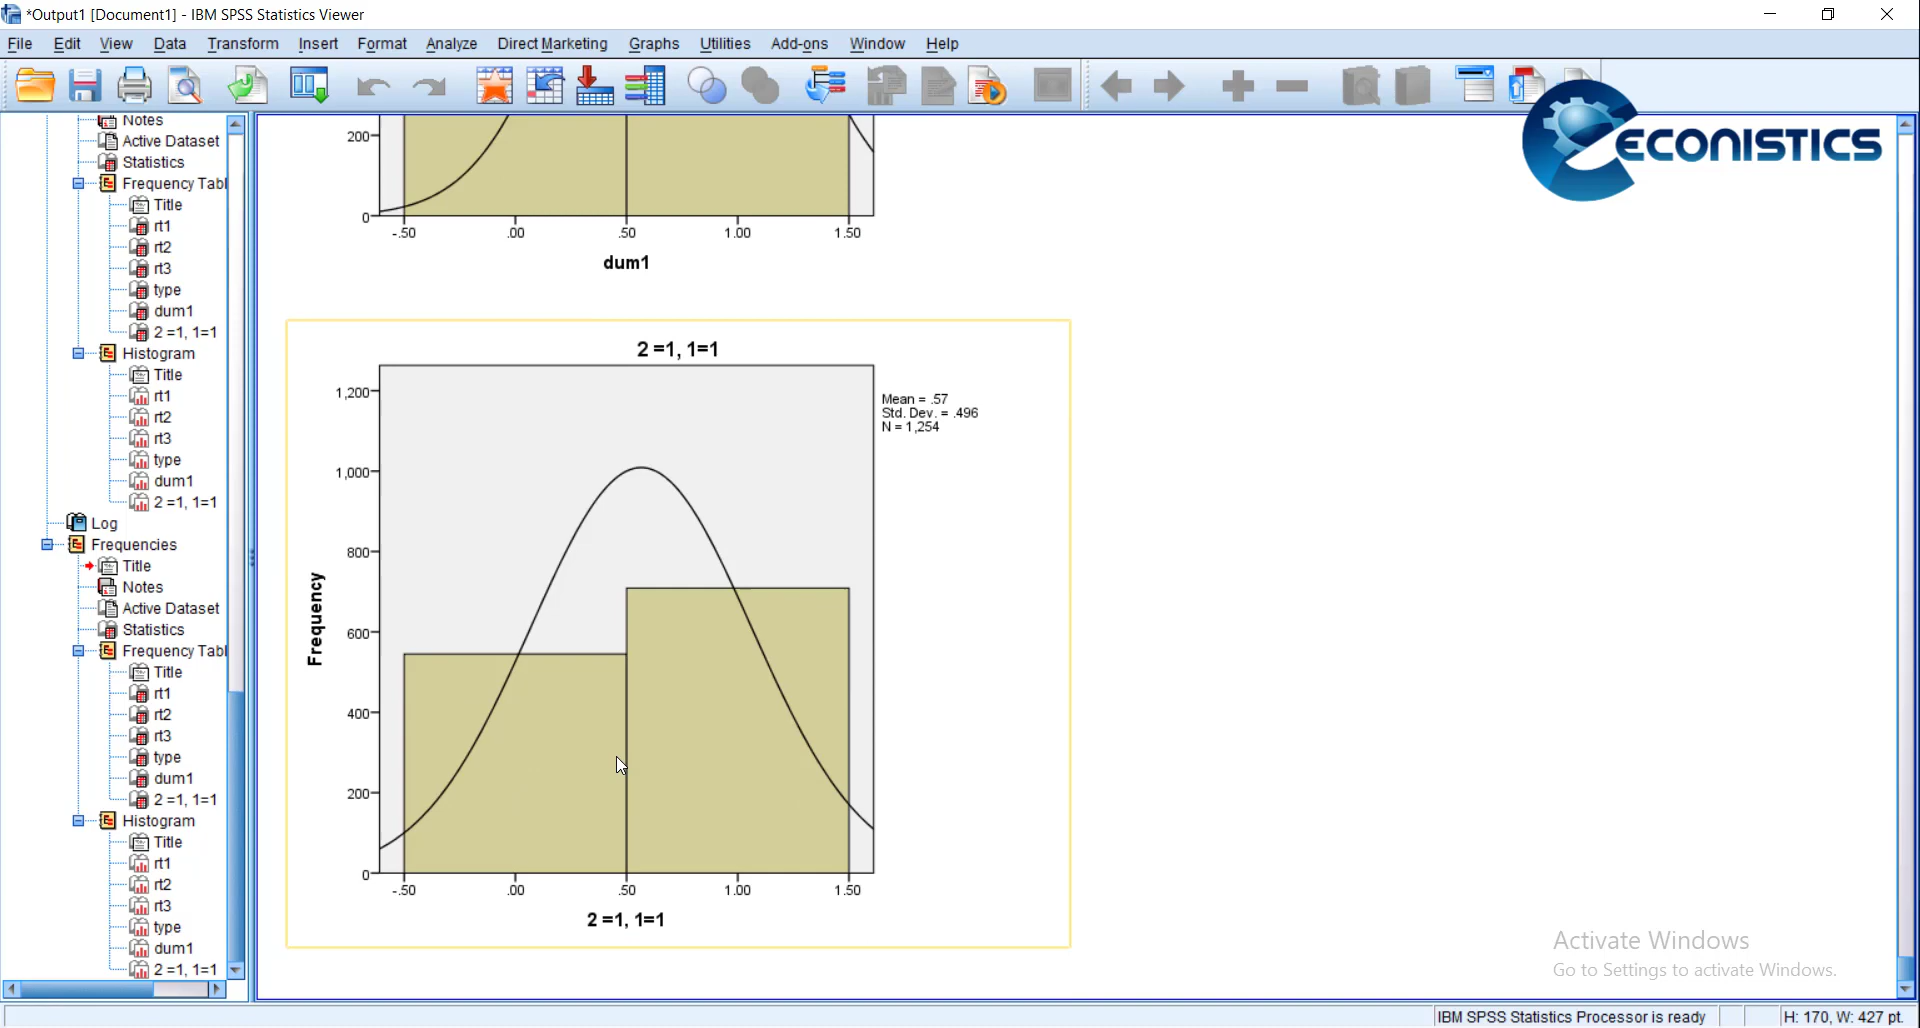 *Output1 [Document1] - IBM SPSS Statistics Viewer
File Edit View Data Transform Insert Format Analyze Direct Marketing Graphs Utilities Add-ons Window Help
ECONISTICS
Notes
Active Dataset
Statistics
Frequency Tabl
Title
rt1
rt2
rt3
type
dum1
2 =1, 1=1
Histogram
Title
rt1
rt2
rt3
type
dum1
2 =1, 1=1
Log
Frequencies
Title
Notes
Active Dataset
Statistics
Frequency Tabl
Title
rt1
rt2
rt3
type
dum1
2 =1, 1=1
Histogram
Title
rt1
rt2
rt3
type
dum1
2 =1, 1=1
200
0
-.50 .00 .50 1.00 1.50
dum1
2 =1, 1=1
Mean = .57
Std. Dev. = .496
N = 1,254
Frequency
1,200
1,000
800
600
400
200
0
-.50 .00 .50 1.00 1.50
2 =1, 1=1
Activate Windows
Go to Settings to activate Windows.
IBM SPSS Statistics Processor is ready
H: 170, W: 427 pt.